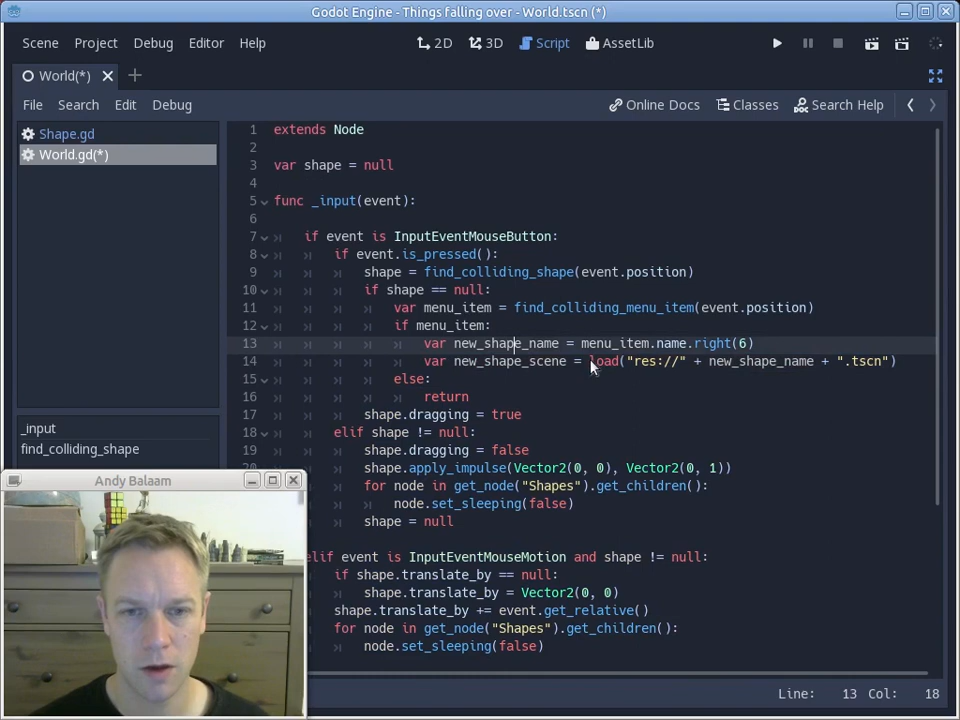 Godot Engine - Things falling over - World.tscn (*)
Scene Project Debug Editor Help 2D 3D Script AssetLib
World(*)
File Search Edit Debug Online Docs Classes Search Help
Shape.gd
World.gd(*)
_input
find_colliding_shape
1 extends Node
2
3 var shape = null
4
5 func _input(event):
6
7 if event is InputEventMouseButton:
8 if event.is_pressed():
9 shape = find_colliding_shape(event.position)
10 if shape == null:
11 var menu_item = find_colliding_menu_item(event.position)
12 if menu_item:
13 var new_shape_name = menu_item.name.right(6)
14 var new_shape_scene = load("res://" + new_shape_name + ".tscn")
15 else:
16 return
17 shape.dragging = true
18 elif shape != null:
19 shape.dragging = false
shape.apply_impulse(Vector2(0, 0), Vector2(0, 1))
for node in get_node("Shapes").get_children():
node.set_sleeping(false)
shape = null
elif event is InputEventMouseMotion and shape != null:
if shape.translate_by == null:
shape.translate_by = Vector2(0, 0)
shape.translate_by += event.get_relative()
for node in get_node("Shapes").get_children():
node.set_sleeping(false)
Andy Balaam
Line: 13 Col: 18